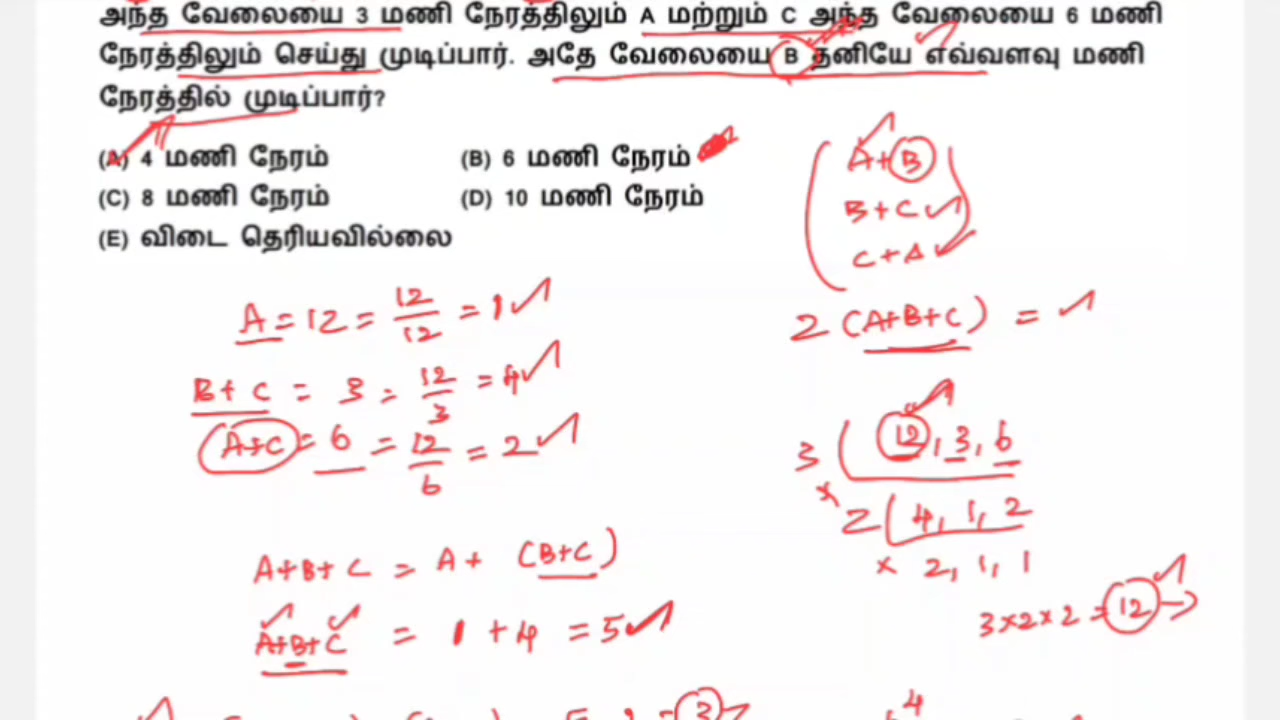 அந்த வேலையை 3 மணி நேரத்திலும் A மற்றும் C அந்த வேலையை 6 மணி
நேரத்திலும் செய்து முடிப்பார். அதே வேலையை B தனியே எவ்வளவு மணி
நேரத்தில் முடிப்பார்?
(A) 4 மணி நேரம் (B) 6 மணி நேரம்
(C) 8 மணி நேரம் (D) 10 மணி நேரம்
(E) விடை தெரியவில்லை
A+B
B+C
C+A
2 (A+B+C) =
A = 12 = 12/12 = 1
B+C = 3 = 12/3 = 4
A+C = 6 = 12/6 = 2
3 12, 3, 6
× 2 4, 1, 2
× 2, 1, 1
3×2×2 = 12
A+B+C = A + (B+C)
A+B+C = 1 + 4 = 5